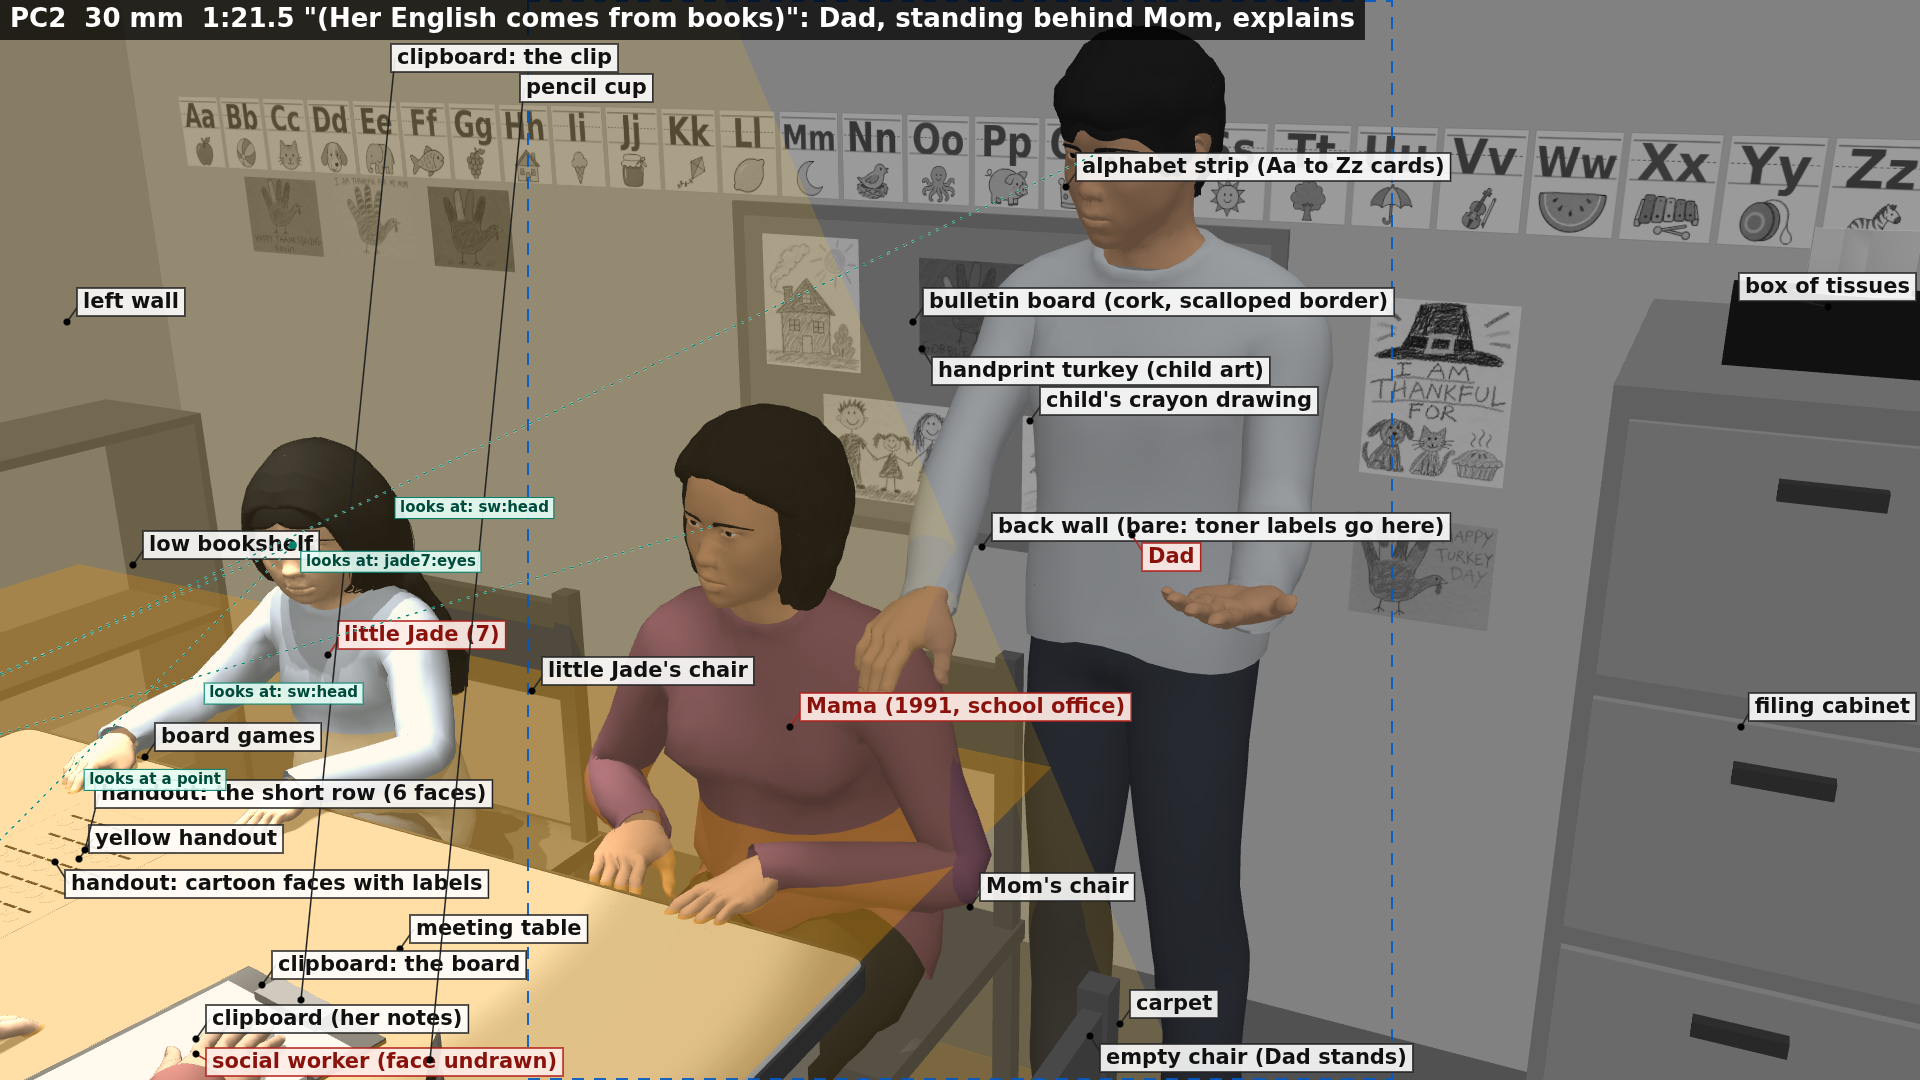 PC2 30 mm 1:21.5 "(Her English comes from books)": Dad, standing behind Mom, explains
clipboard: the clip
pencil cup
Aa Bb Cc Dd Ee Ff Gg Hh Ii Jj Kk Ll Mm Nn Oo Pp Tt Uu Vv Ww Xx Yy Zz
alphabet strip (Aa to Zz cards)
HAPPY THANKSGIVING
left wall
bulletin board (cork, scalloped border)
box of tissues
handprint turkey (child art)
child's crayon drawing
I AM
THANKFUL
FOR
looks at: sw:head
back wall (bare: toner labels go here)
low bookshelf
looks at: jade7:eyes
Dad
HAPPY
TURKEY
DAY
little Jade (7)
little Jade's chair
looks at: sw:head
Mama (1991, school office)
filing cabinet
board games
looks at a point
handout: the short row (6 faces)
yellow handout
handout: cartoon faces with labels
Mom's chair
meeting table
clipboard: the board
carpet
clipboard (her notes)
social worker (face undrawn)
empty chair (Dad stands)